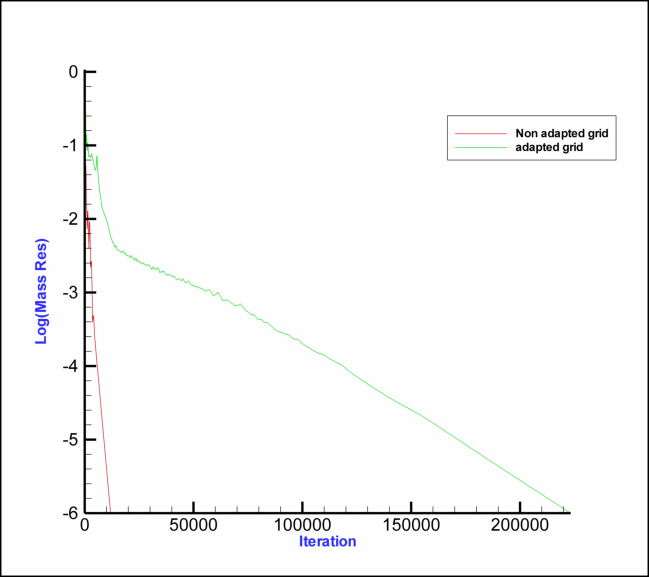 0
-1
-2
-3
-4
-5
-6
Log(Mass Res)
Non adapted grid
adapted grid
0 50000 100000 150000 200000
Iteration